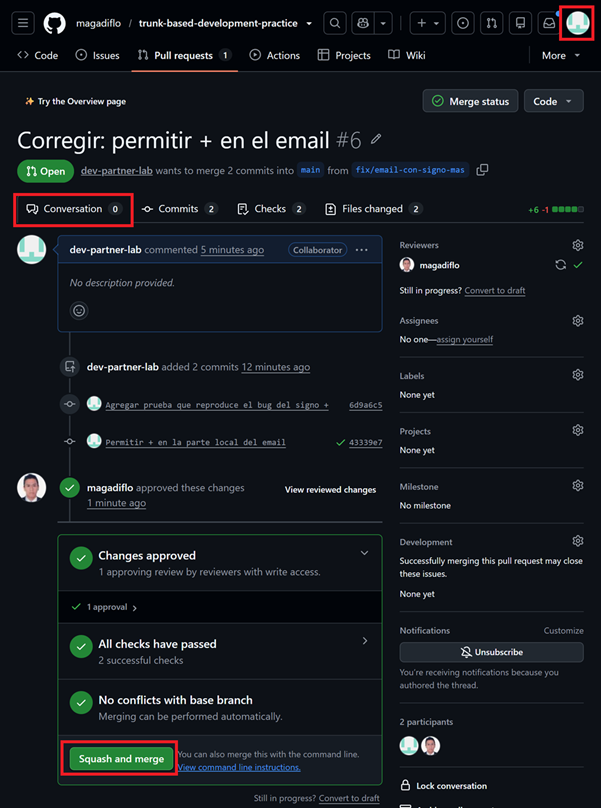 magadiflo / trunk-based-development-practice
Code Issues Pull requests 1 Actions Projects Wiki More
Try the Overview page
Merge status Code
Corregir: permitir + en el email #6
Open dev-partner-lab wants to merge 2 commits into main from fix/email-con-signo-mas
Conversation 0 Commits 2 Checks 2 Files changed 2 +6 -1
dev-partner-lab commented 5 minutes ago Collaborator
No description provided.
dev-partner-lab added 2 commits 12 minutes ago
Agregar prueba que reproduce el bug del signo + 6d9a6c5
Permitir + en la parte local del email 43339e7
magadiflo approved these changes
1 minute ago
View reviewed changes
Changes approved
1 approving review by reviewers with write access.
1 approval
All checks have passed
2 successful checks
No conflicts with base branch
Merging can be performed automatically.
Squash and merge
You can also merge this with the command line.
View command line instructions.
Still in progress? Convert to draft
Reviewers
magadiflo
Still in progress? Convert to draft
Assignees
No one—assign yourself
Labels
None yet
Projects
None yet
Milestone
No milestone
Development
Successfully merging this pull request may close
these issues.
None yet
Notifications Customize
Unsubscribe
You're receiving notifications because you
authored the thread.
2 participants
Lock conversation